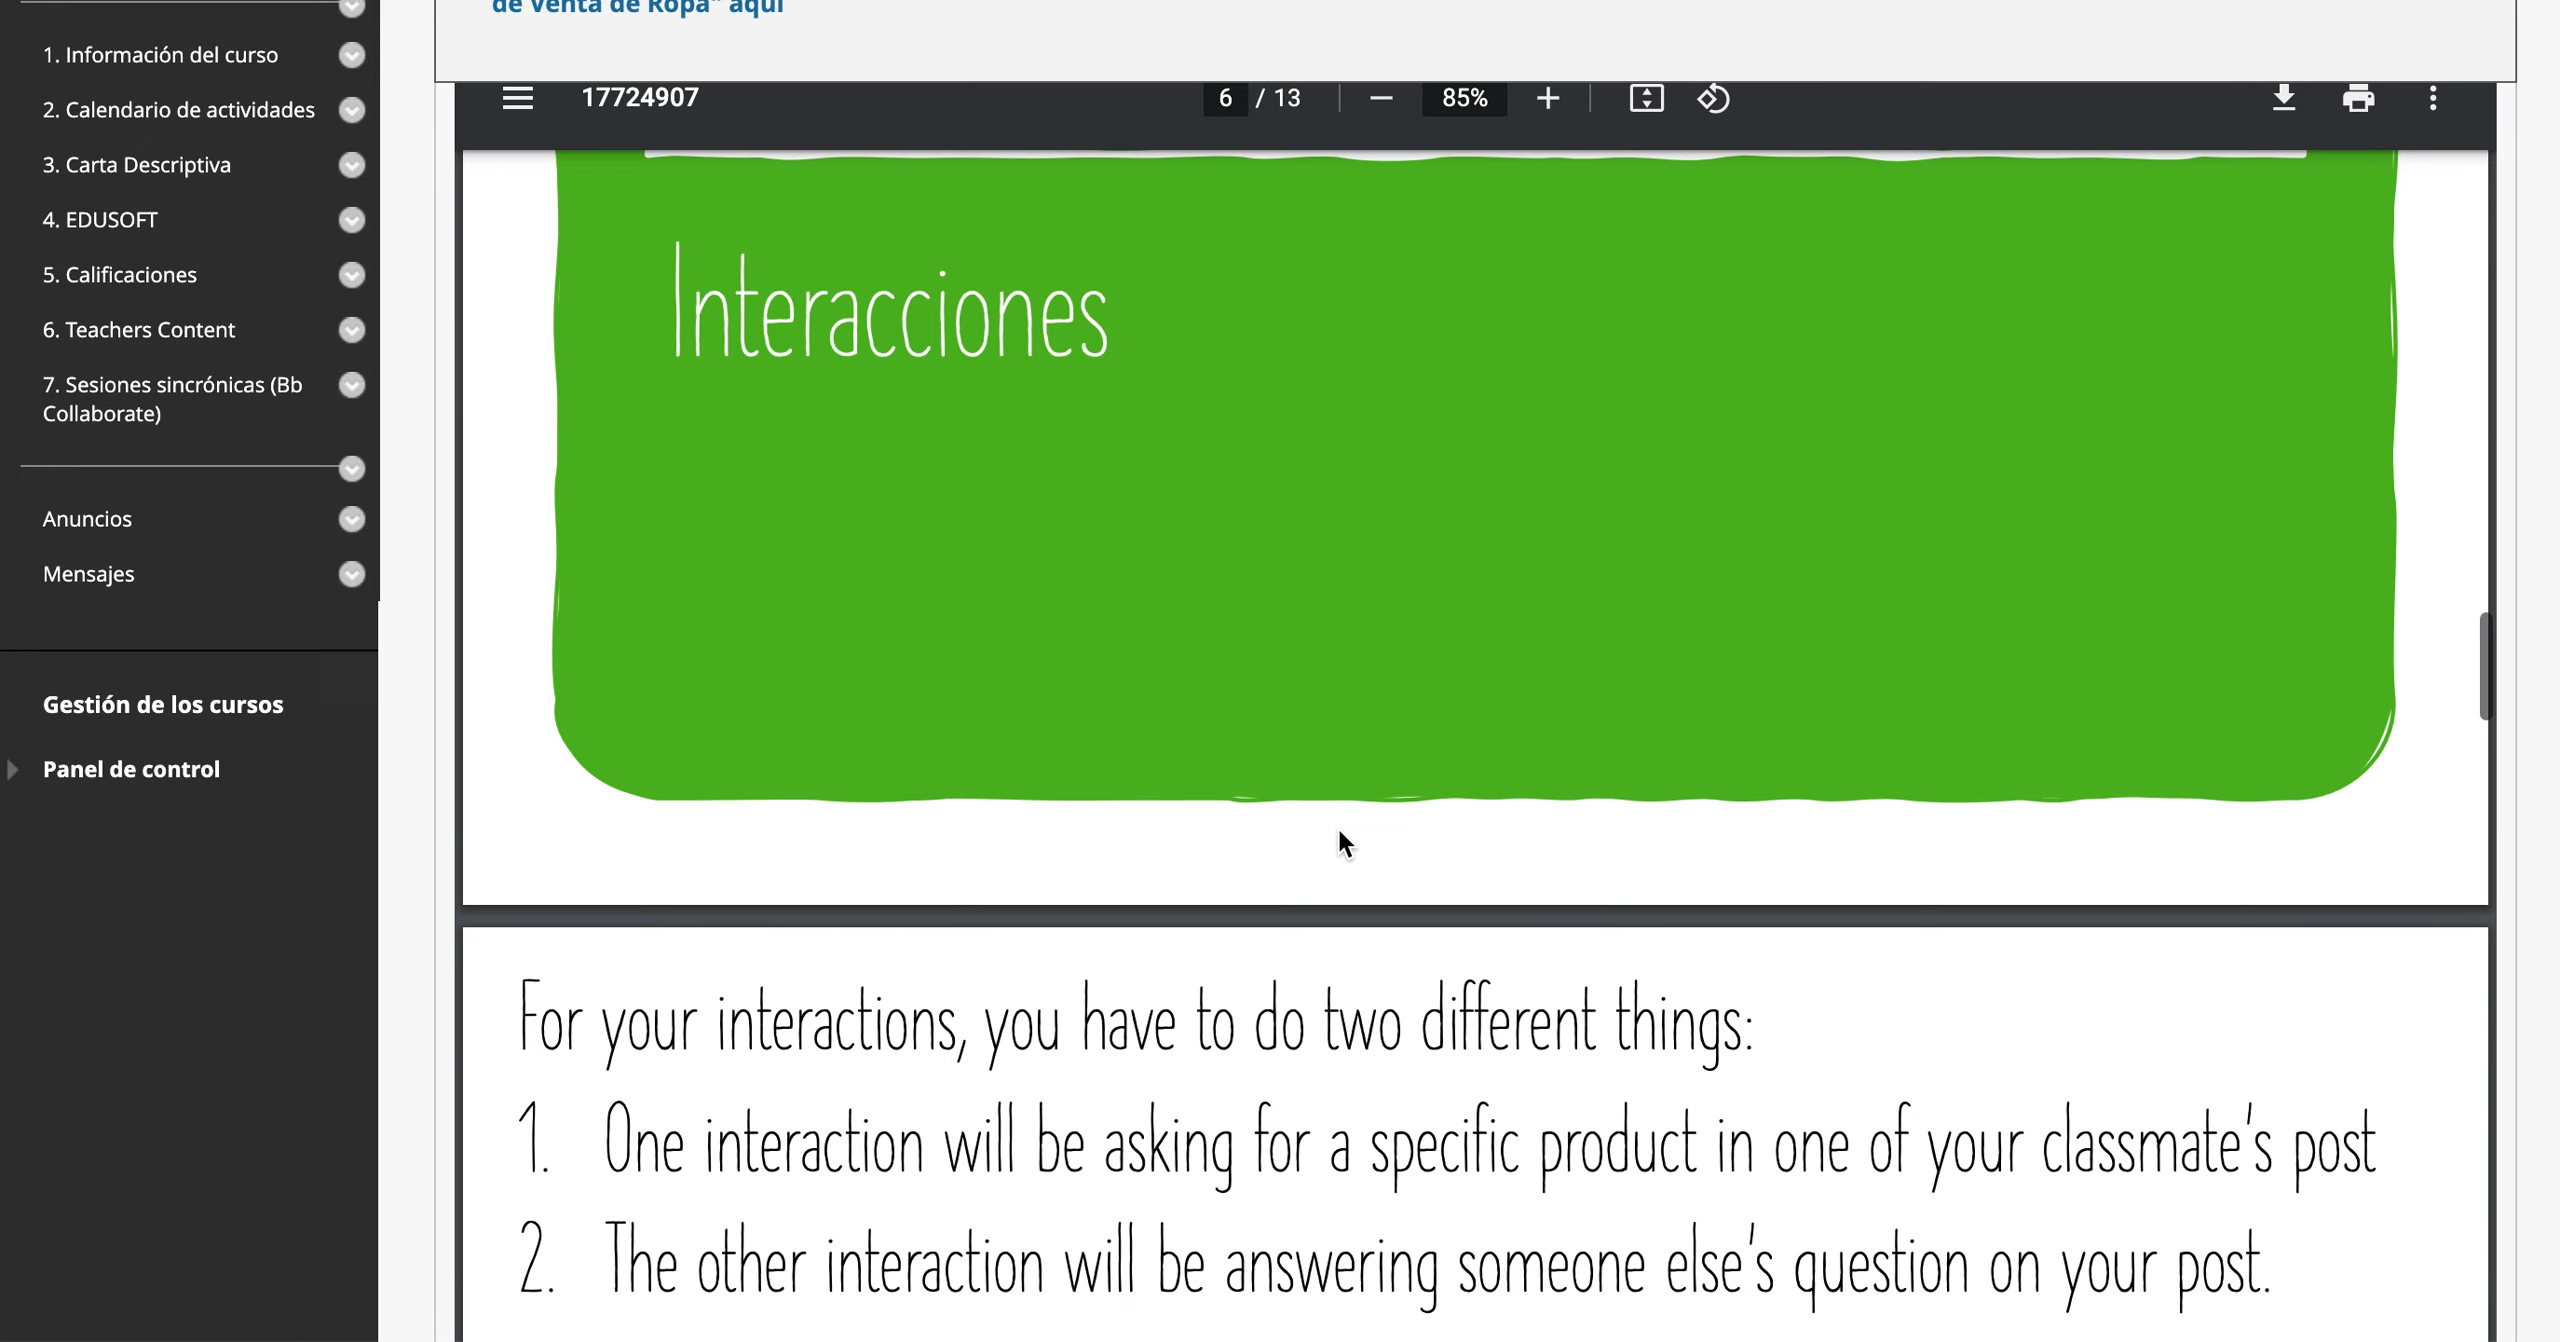 de Venta de Ropa" aquí
1. Información del curso
2. Calendario de actividades
3. Carta Descriptiva
4. EDUSOFT
5. Calificaciones
6. Teachers Content
7. Sesiones sincrónicas (Bb
Collaborate)
Anuncios
Mensajes
Gestión de los cursos
Panel de control
17724907
6 / 13
85%
Interacciones
For your interactions, you have to do two different things:
1. One interaction will be asking for a specific product in one of your classmate's post
2. The other interaction will be answering someone else's question on your post.